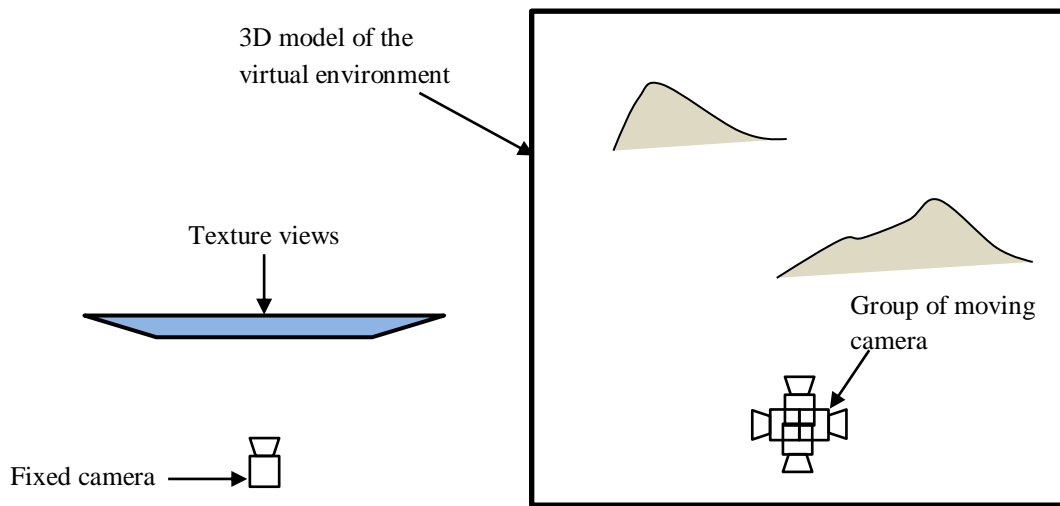 3D model of the
virtual environment
Texture views
Group of moving
camera
Fixed camera